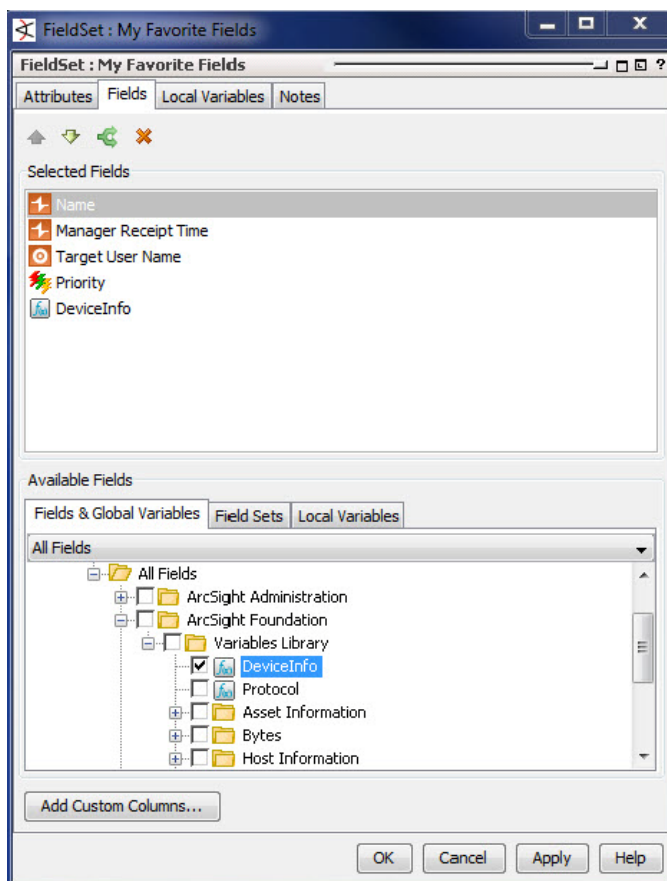 FieldSet : My Favorite Fields
FieldSet : My Favorite Fields ?
Attributes Fields Local Variables Notes
Selected Fields
Name
Manager Receipt Time
Target User Name
Priority
DeviceInfo
Available Fields
Fields & Global Variables Field Sets Local Variables
All Fields
All Fields
ArcSight Administration
ArcSight Foundation
Variables Library
DeviceInfo
Protocol
Asset Information
Bytes
Host Information
Add Custom Columns...
OK Cancel Apply Help